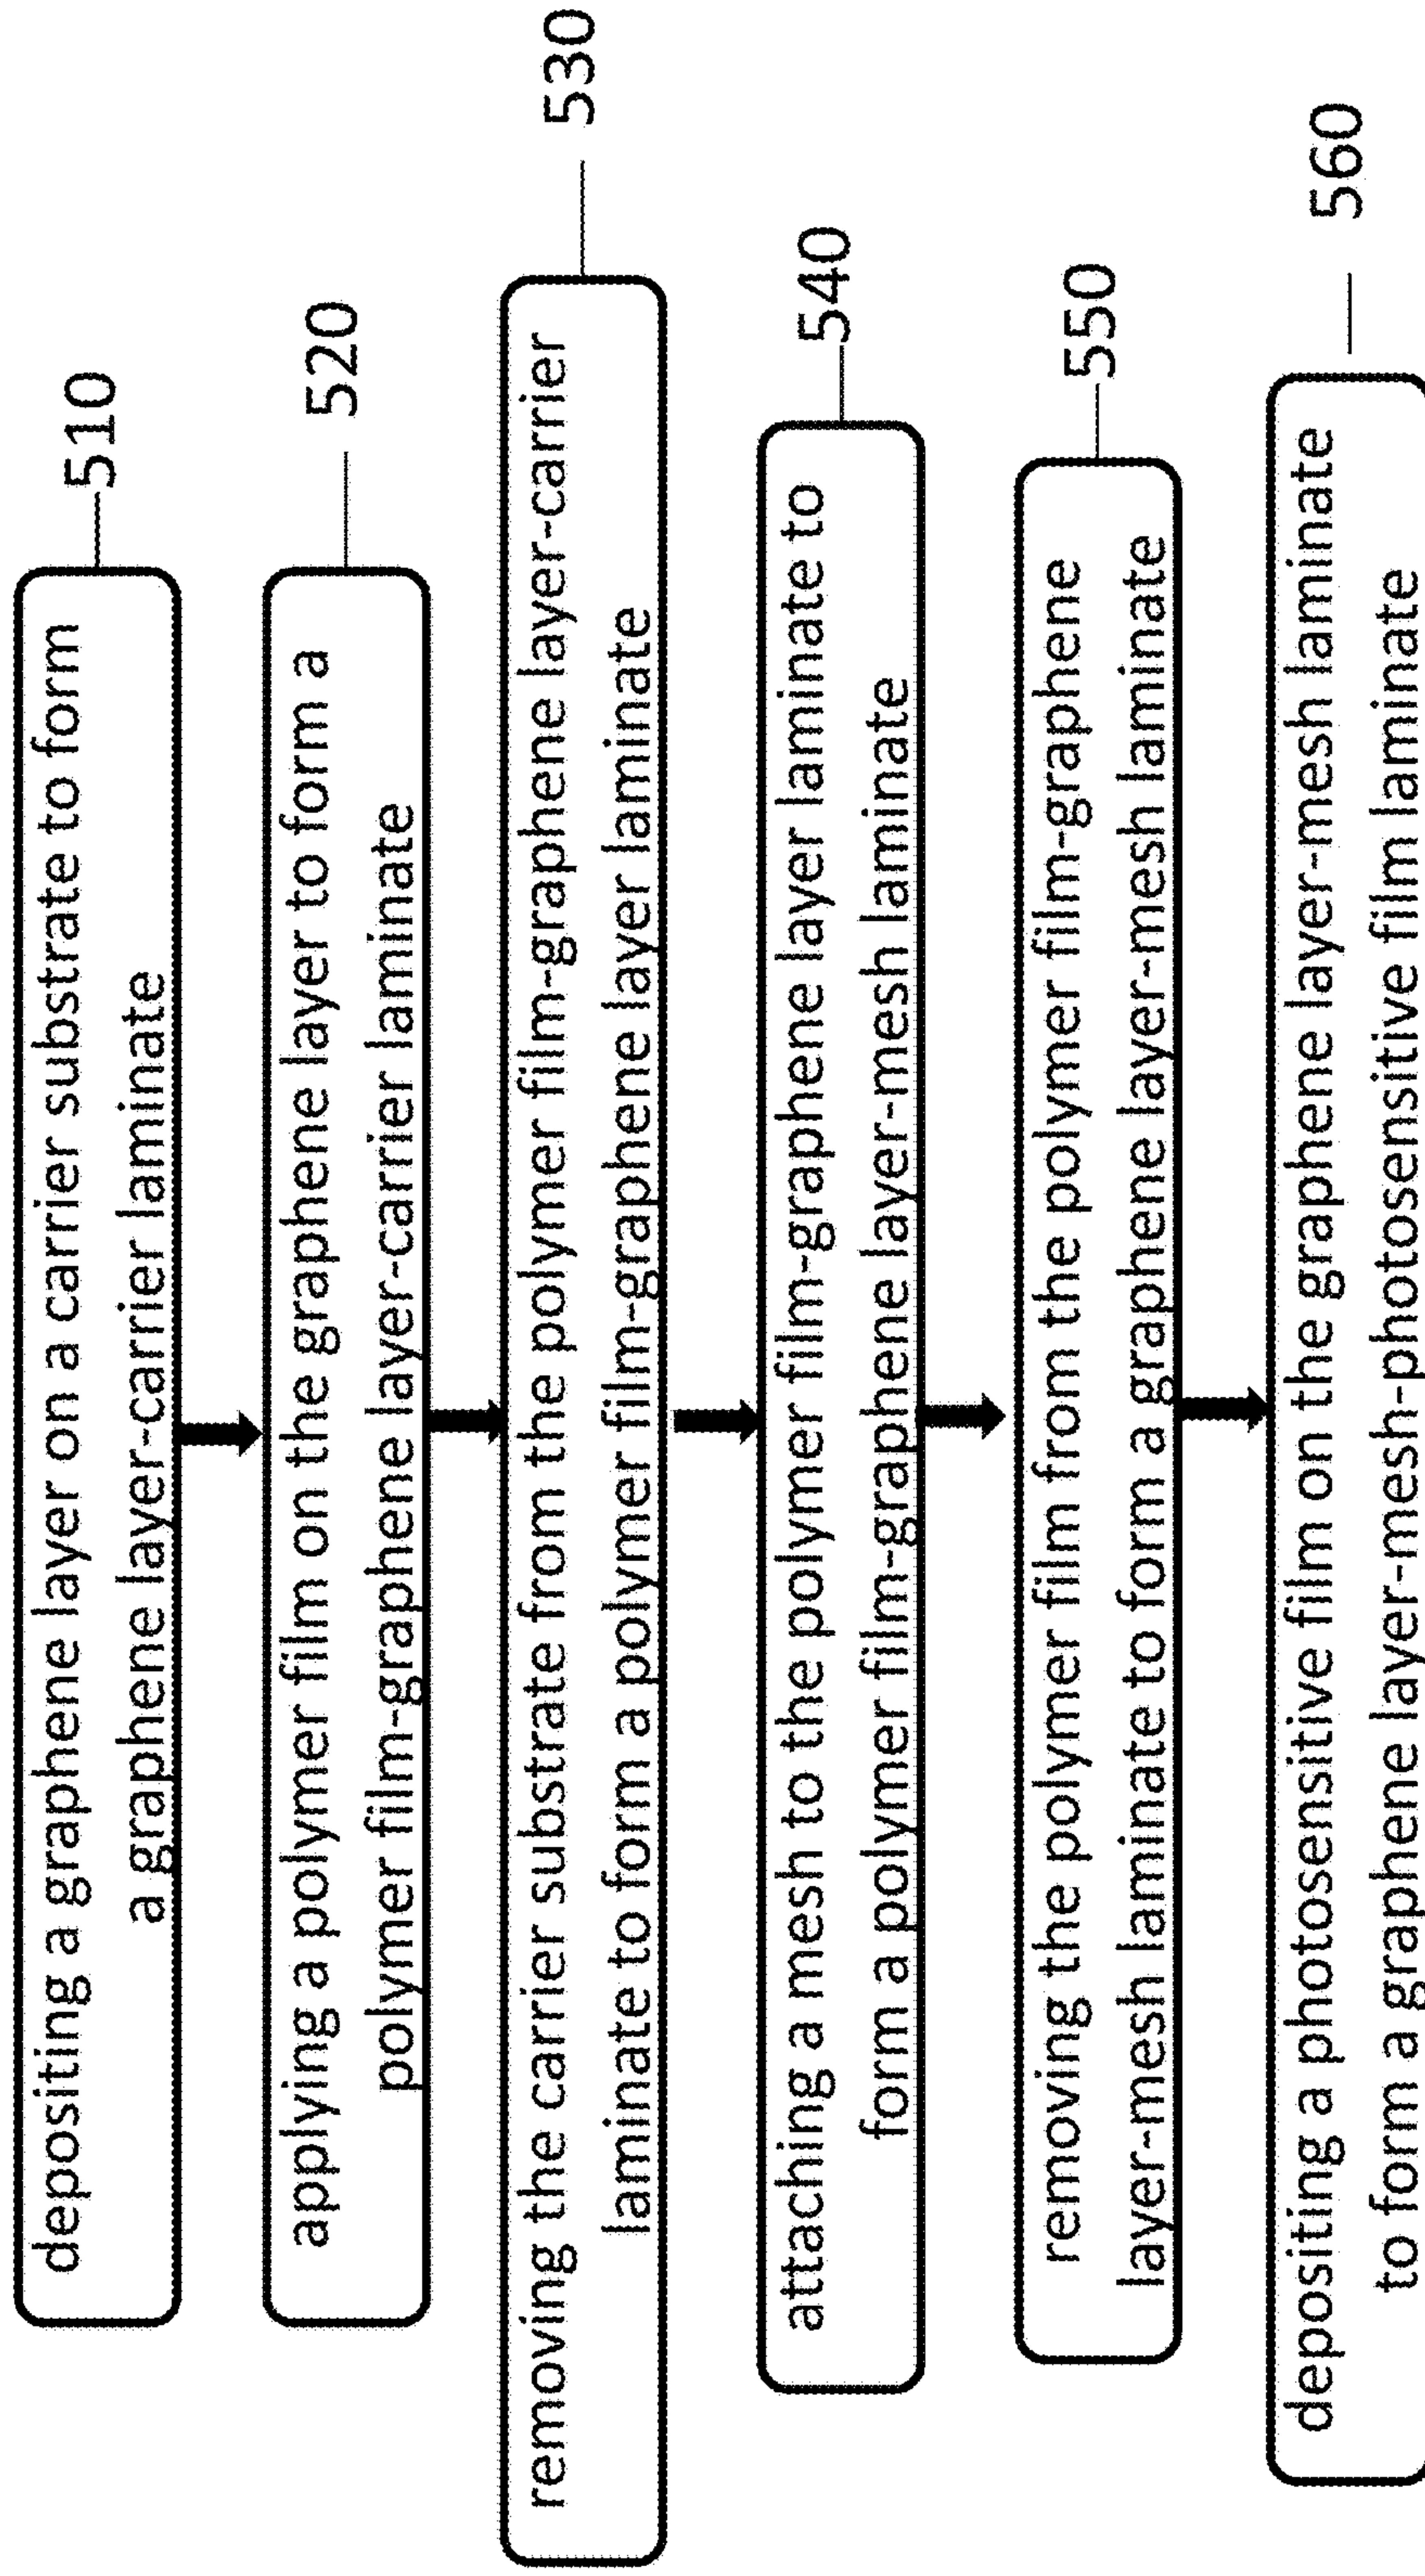 depositing a graphene layer on a carrier substrate to form
a graphene layer-carrier laminate
510
applying a polymer film on the graphene layer to form a
polymer film-graphene layer-carrier laminate
520
removing the carrier substrate from the polymer film-graphene layer-carrier
laminate to form a polymer film-graphene layer laminate
530
attaching a mesh to the polymer film-graphene layer laminate to
form a polymer film-graphene layer-mesh laminate
540
removing the polymer film from the polymer film-graphene
layer-mesh laminate to form a graphene layer-mesh laminate
550
depositing a photosensitive film on the graphene layer-mesh laminate
to form a graphene layer-mesh-photosensitive film laminate
560